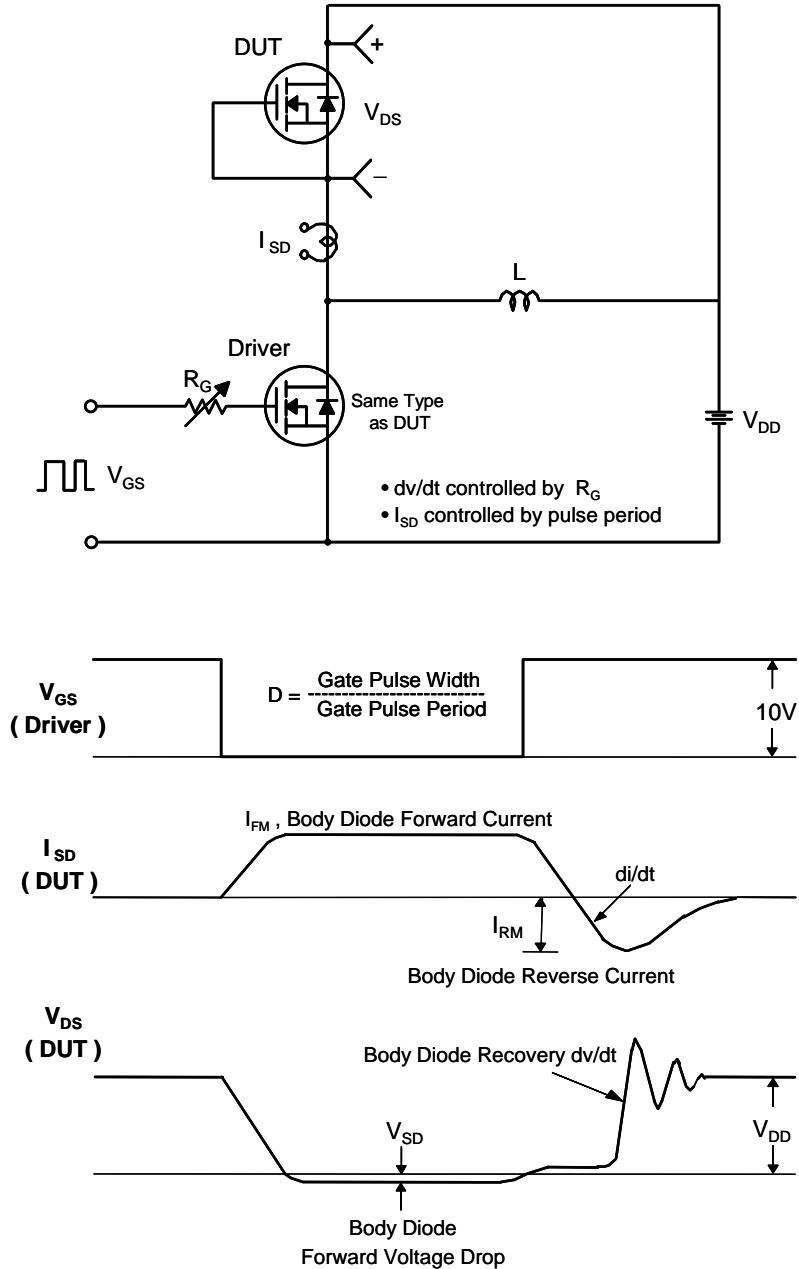 DUT
+
V_DS
−
I_SD
L
Driver
R_G
Same Type
as DUT
V_DD
V_GS
• dv/dt controlled by R_G
• I_SD controlled by pulse period
V_GS
( Driver )
D = Gate Pulse Width
Gate Pulse Period
10V
I_FM , Body Diode Forward Current
I_SD
( DUT )
di/dt
I_RM
Body Diode Reverse Current
V_DS
( DUT )
Body Diode Recovery dv/dt
V_SD
V_DD
Body Diode
Forward Voltage Drop